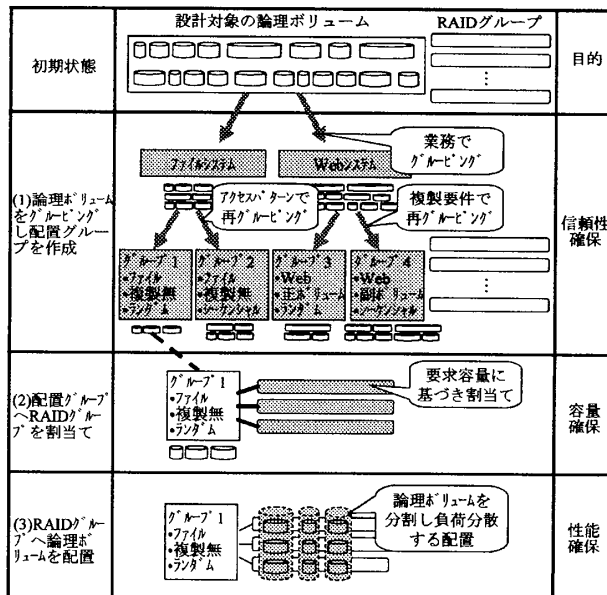 設計対象の論理ボリューム
RAIDグループ
初期状態
目的
⋮
業務で
グルーピング
ファイルシステム
Webシステム
(1)論理ボリューム
をグルーピング
し配置グルー
プを作成
アクセスパターンで
再グルーピング
複製要件で
再グルーピング
信頼性
確保
グループ1
•ファイル
•複製無
•ランダム
グループ2
•ファイル
•複製無
•シーケンシャル
グループ3
•Web
•正ボリューム
•ランダム
グループ4
•Web
•副ボリューム
•シーケンシャル
⋮
(2)配置グループ
へRAIDグルー
プを割当て
グループ1
•ファイル
•複製無
•ランダム
要求容量に
基づき割当て
容量
確保
(3)RAIDグルー
プへ論理ボ
リュームを配置
グループ1
•ファイル
•複製無
•ランダム
論理ボリュームを
分割し負荷分散
する配置
性能
確保